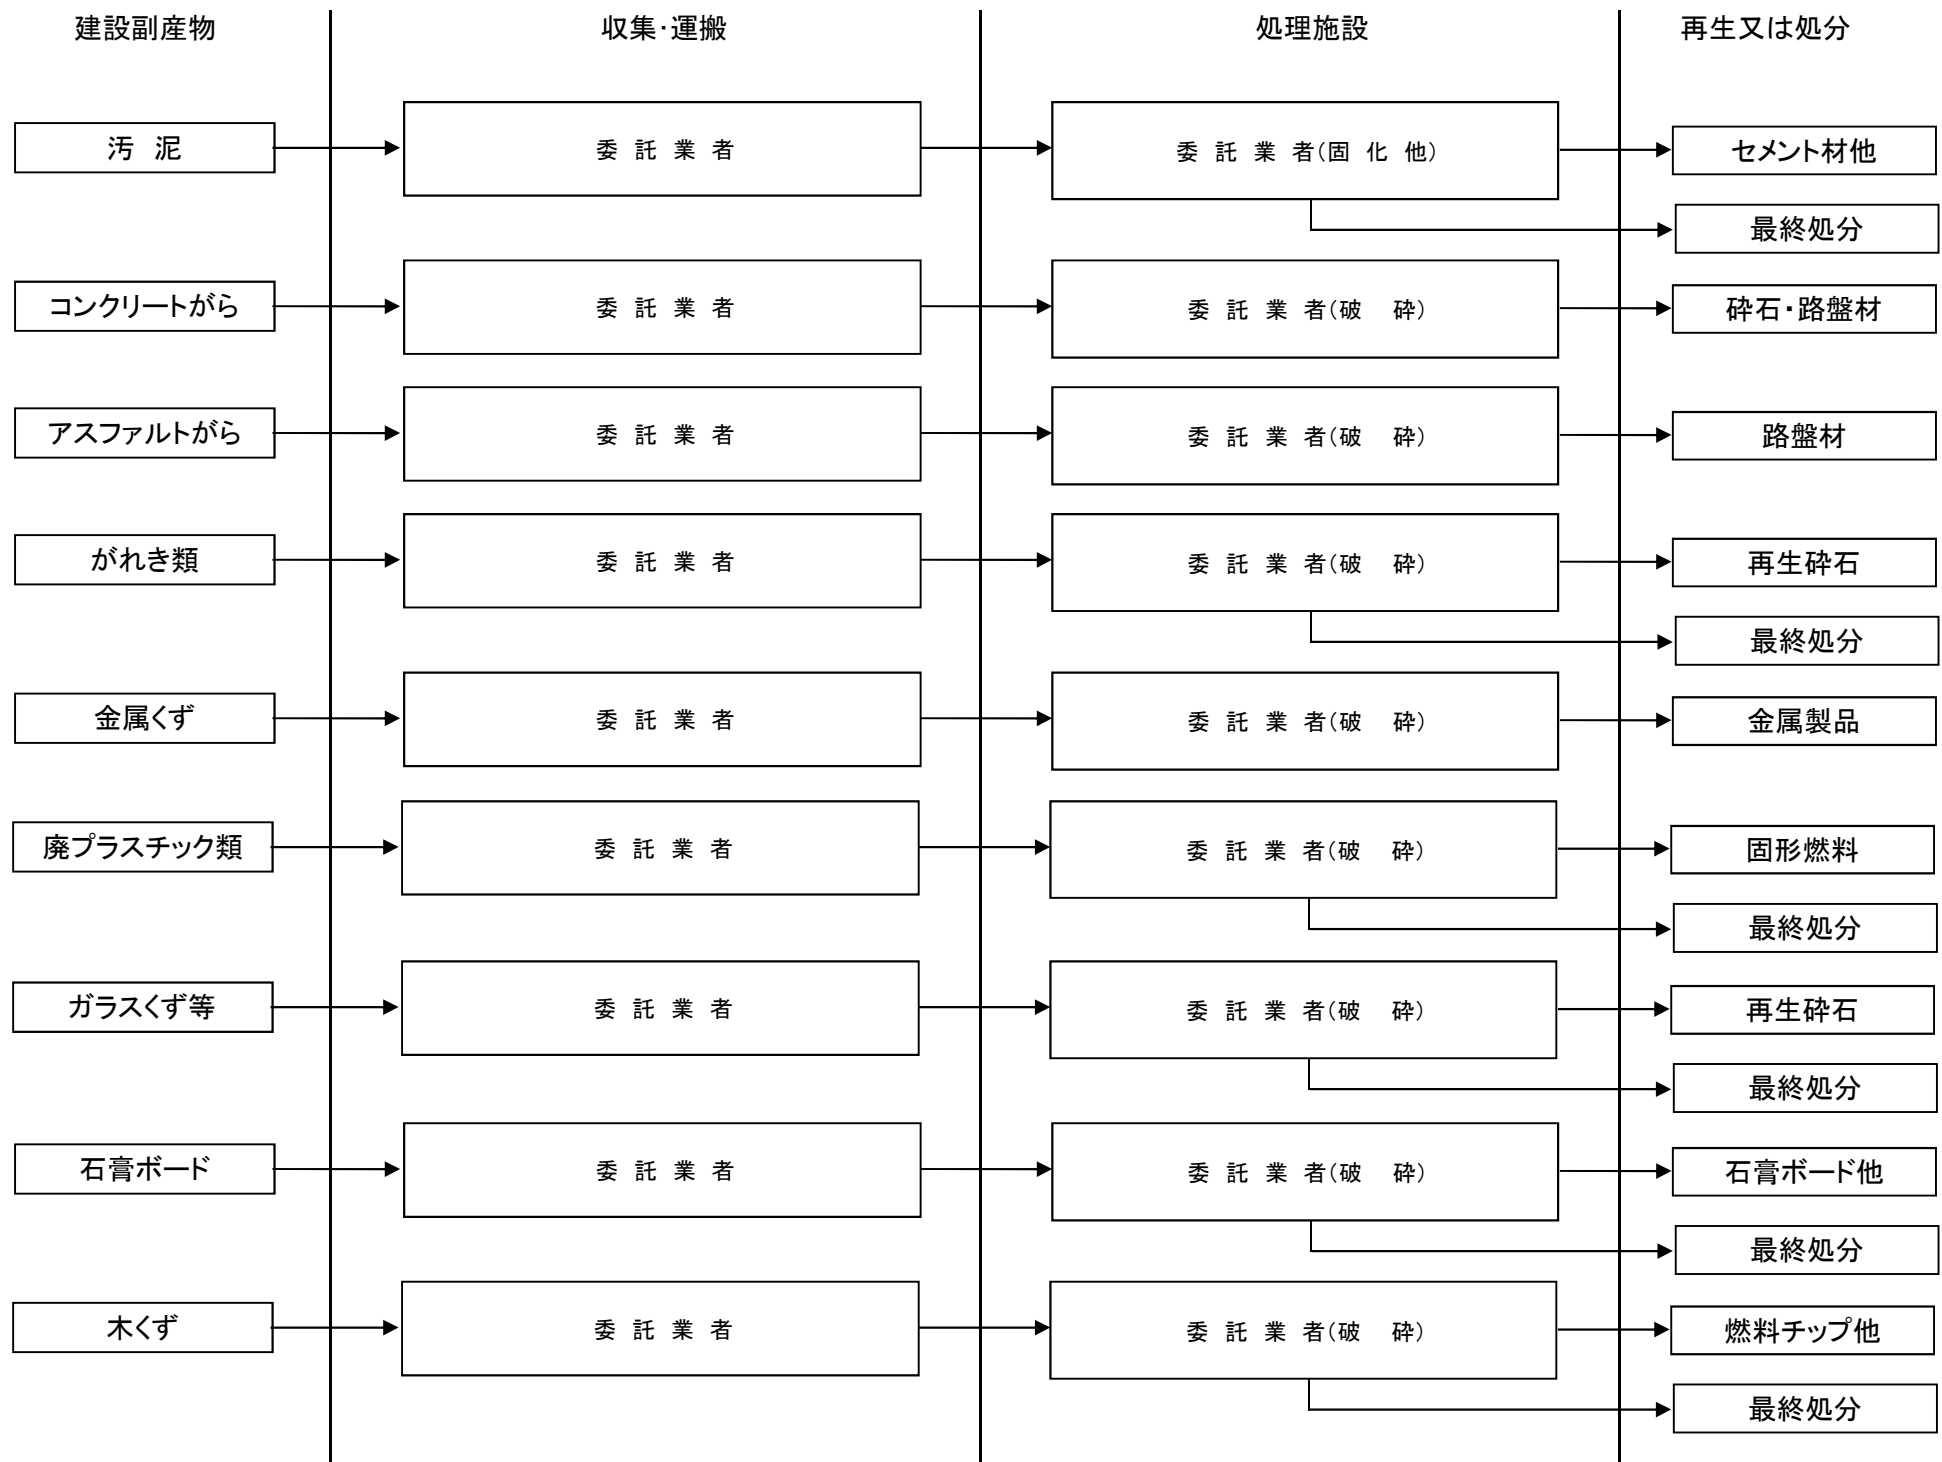 建設副産物 収集・運搬 処理施設 再生又は処分
汚 泥 委 託 業 者 委 託 業 者(固 化 他) セメント材他
最終処分
コンクリートがら 委 託 業 者 委 託 業 者(破 砕) 砕石・路盤材
アスファルトがら 委 託 業 者 委 託 業 者(破 砕) 路盤材
がれき類 委 託 業 者 委 託 業 者(破 砕) 再生砕石
最終処分
金属くず 委 託 業 者 委 託 業 者(破 砕) 金属製品
廃プラスチック類 委 託 業 者 委 託 業 者(破 砕) 固形燃料
最終処分
ガラスくず等 委 託 業 者 委 託 業 者(破 砕) 再生砕石
最終処分
石膏ボード 委 託 業 者 委 託 業 者(破 砕) 石膏ボード他
最終処分
木くず 委 託 業 者 委 託 業 者(破 砕) 燃料チップ他
最終処分